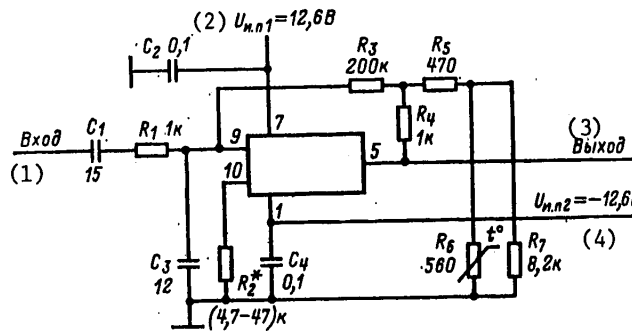 (2) Uи.п1=12,6В
C2 0,1
R3
200к
R5
470
R4
1к
Вход
(1)
C1
15
R1 1к
9
7
10
5
1
(3)
Выход
Uи.п2=-12,6
(4)
C3
12
R2*
(4,7-47)к
C4
0,1
R6
560
t°
R7
8,2к